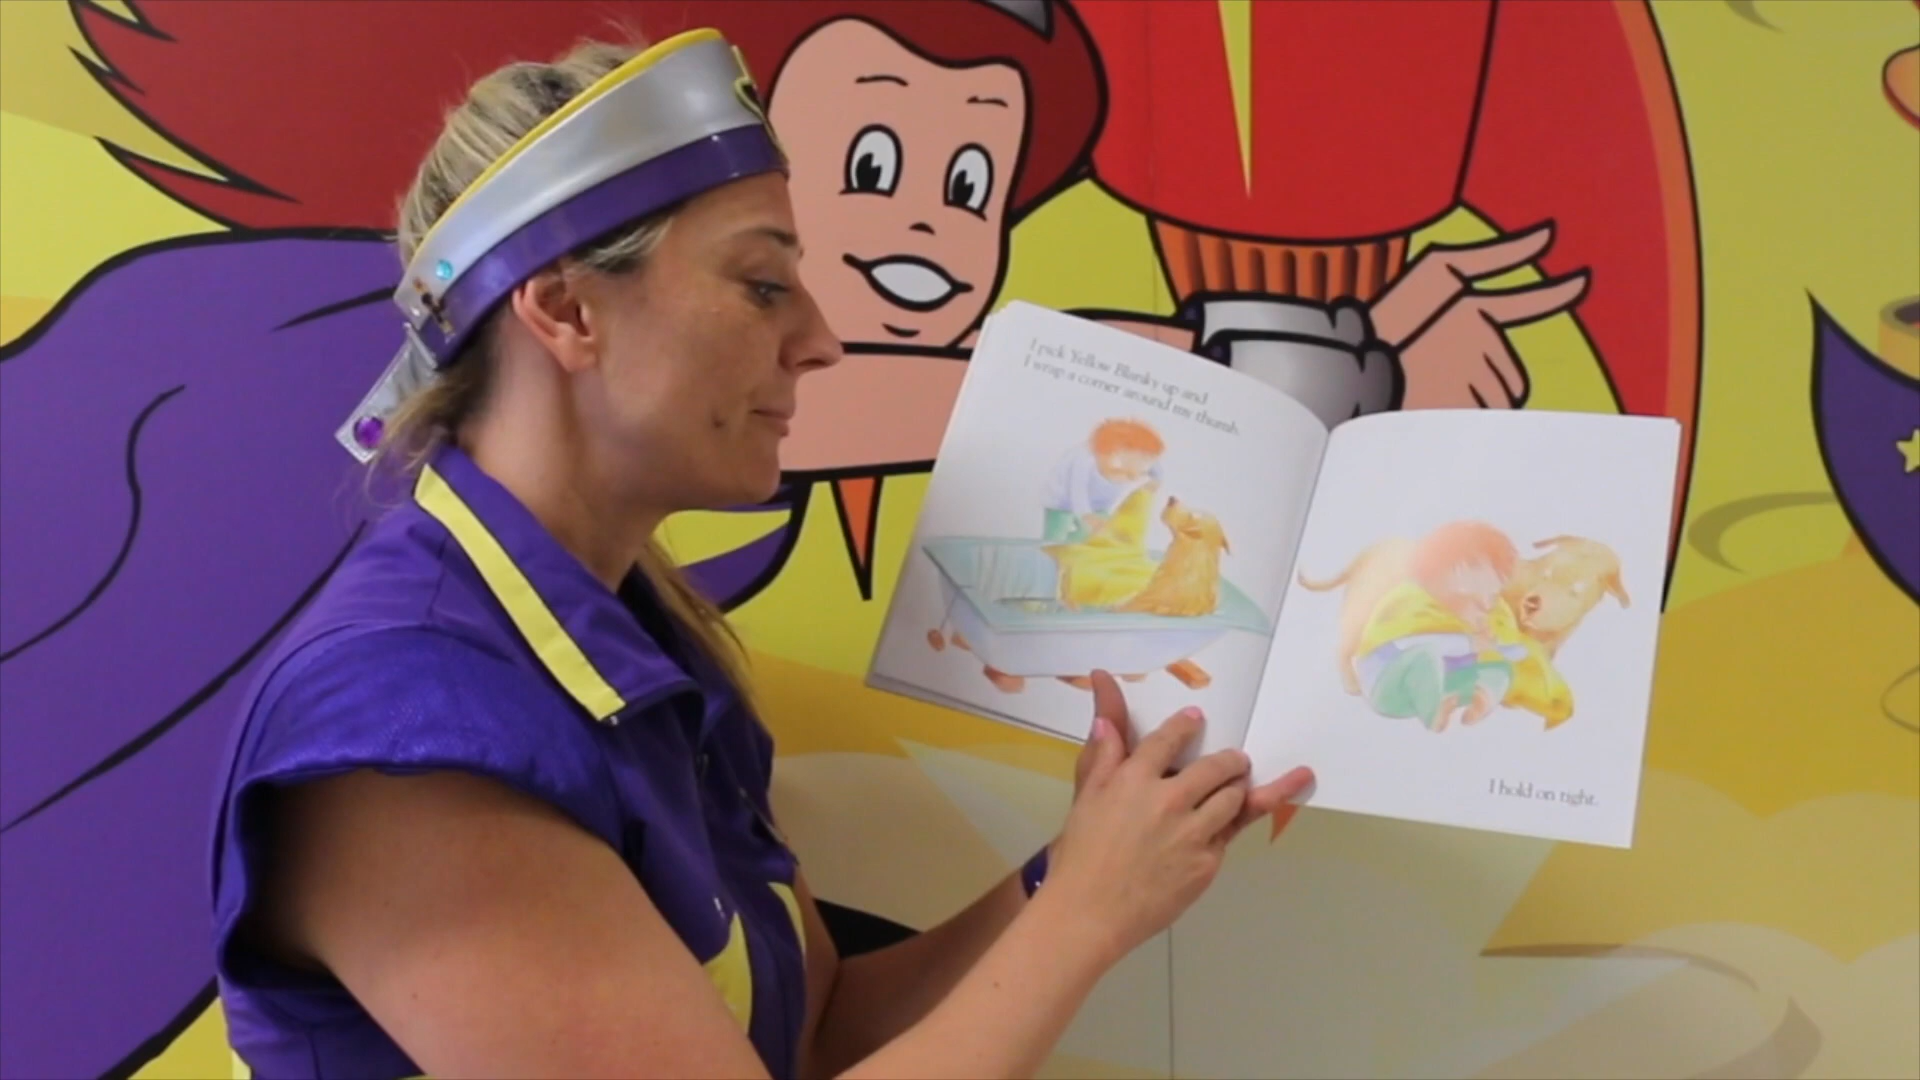 I pick Yellow Blanky up and
I wrap a corner around my thumb.
I hold on tight.